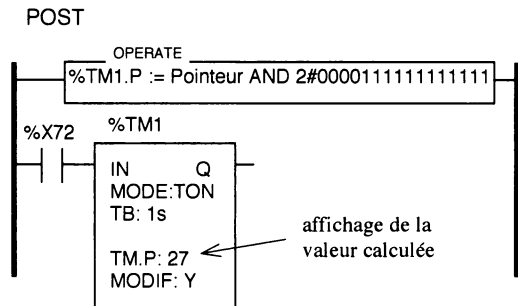 POST
OPERATE
%TM1.P := Pointeur AND 2#0000111111111111
%X72
%TM1
IN Q
MODE:TON
TB: 1s
TM.P: 27
MODIF: Y
affichage de la
valeur calculée